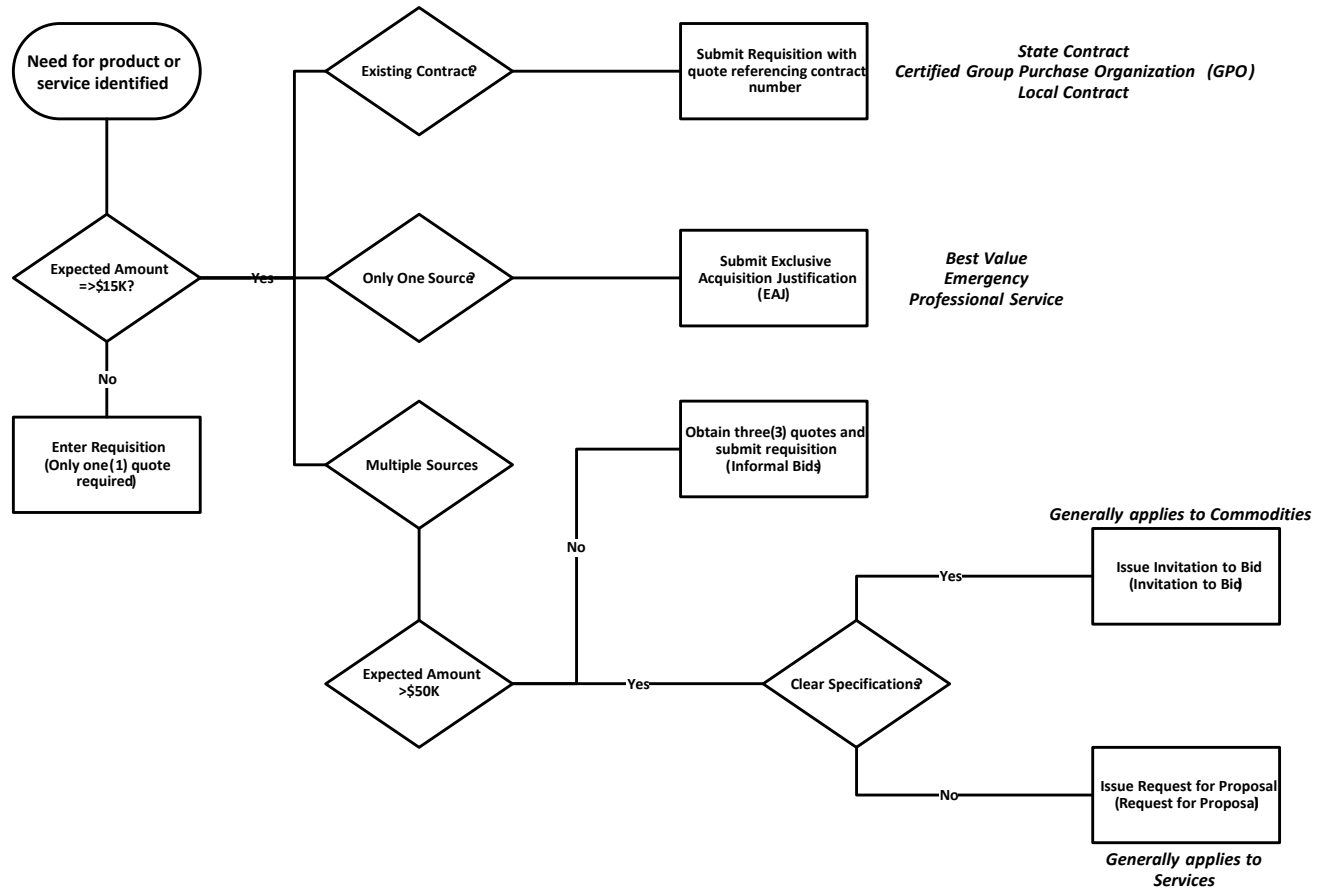 Need for product or
service identified
Existing Contract?
Submit Requisition with
quote referencing contract
number
State Contract
Certified Group Purchase Organization (GPO)
Local Contract
Expected Amount
=>$15K?
Yes
Only One Source?
Submit Exclusive
Acquisition Justification
(EAJ)
Best Value
Emergency
Professional Service
No
Enter Requisition
(Only one(1) quote
required)
Multiple Sources
Obtain three(3) quotes and
submit requisition
(Informal Bids)
No
Generally applies to Commodities
Yes
Issue Invitation to Bid
(Invitation to Bid)
Expected Amount
>$50K
Yes
Clear Specifications?
No
Issue Request for Proposal
(Request for Proposal)
Generally applies to
Services